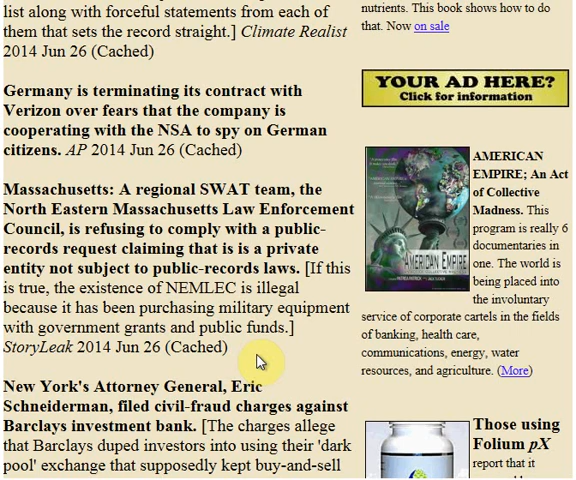 list along with forceful statements from each of
them that sets the record straight.] Climate Realist
2014 Jun 26 (Cached)
Germany is terminating its contract with
Verizon over fears that the company is
cooperating with the NSA to spy on German
citizens. AP 2014 Jun 26 (Cached)
Massachusetts: A regional SWAT team, the
North Eastern Massachusetts Law Enforcement
Council, is refusing to comply with a public-
records request claiming that is is a private
entity not subject to public-records laws. [If this
is true, the existence of NEMLEC is illegal
because it has been purchasing military equipment
with government grants and public funds.]
StoryLeak 2014 Jun 26 (Cached)
New York's Attorney General, Eric
Schneiderman, filed civil-fraud charges against
Barclays investment bank. [The charges allege
that Barclays duped investors into using their 'dark
pool' exchange that supposedly kept buy-and-sell
nutrients. This book shows how to do
that. Now on sale
YOUR AD HERE?
Click for information
AMERICAN EMPIRE
AMERICAN
EMPIRE; An Act
of Collective
Madness. This
program is really 6
documentaries in
one. The world is
being placed into
the involuntary
service of corporate cartels in the fields
of banking, health care,
communications, energy, water
resources, and agriculture. (More)
Those using
Folium pX
report that it